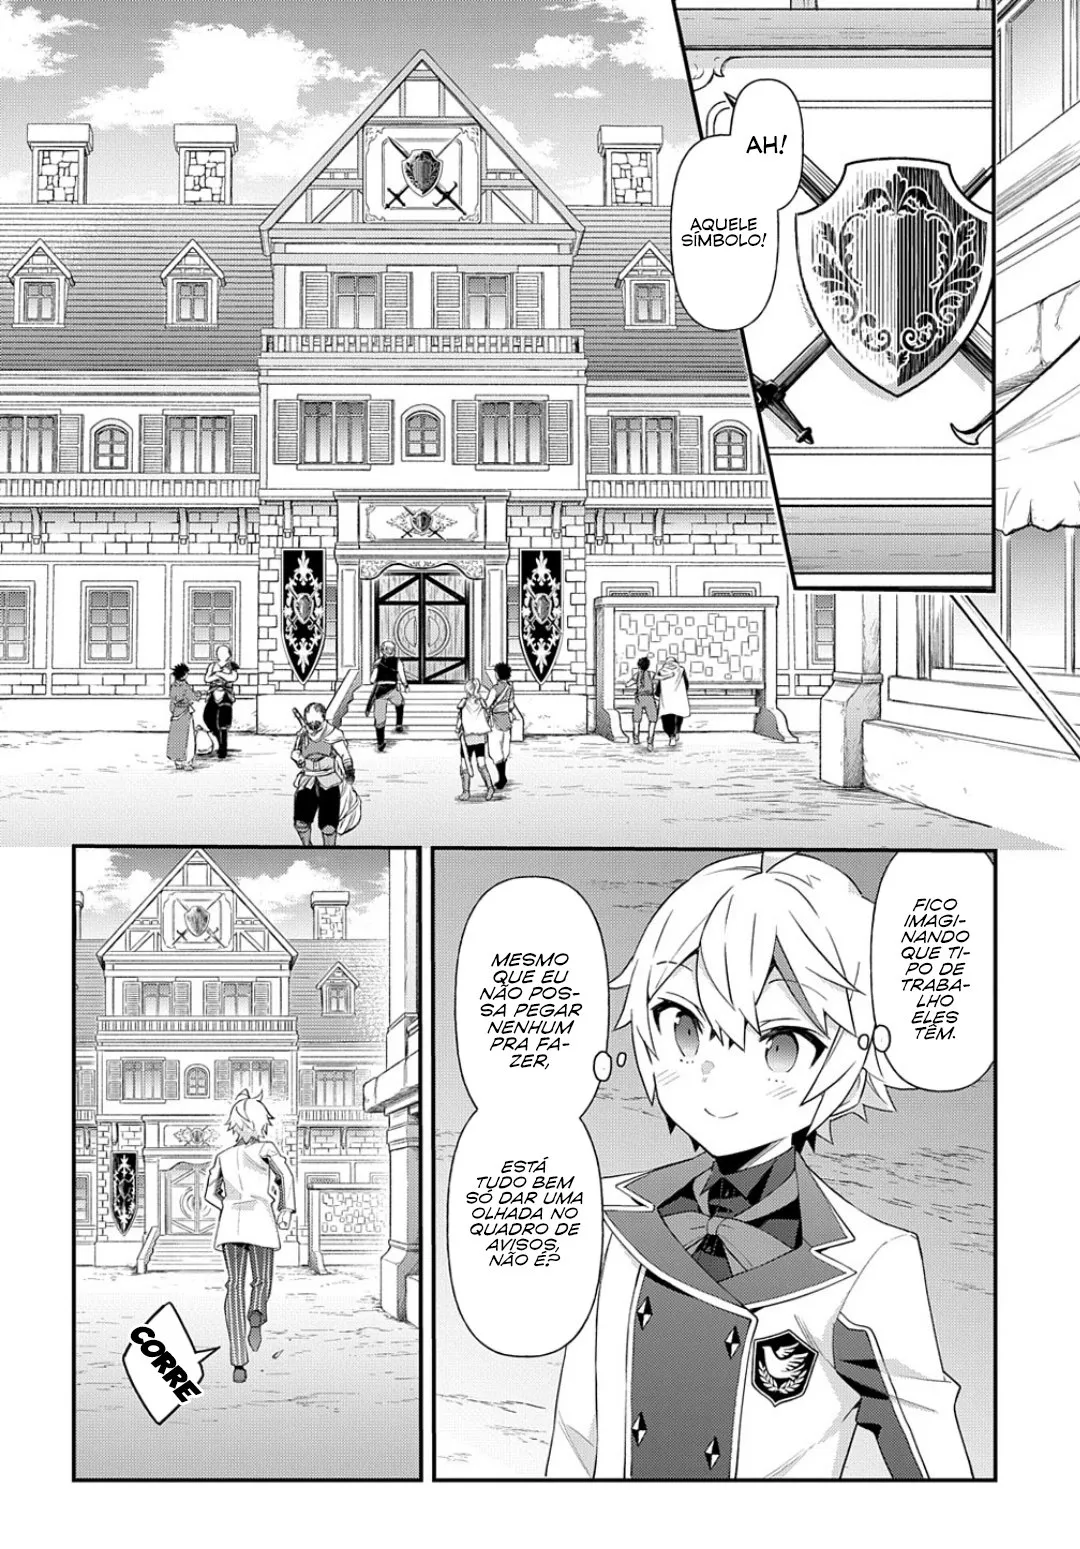 AH!
AQUELE
SÍMBOLO!
FICO
IMAGI-
NANDO
QUE TI-
PO DE
TRABA-
LHO
ELES
TÊM.
MESMO
QUE EU
NÃO POS-
SA PEGAR
NENHUM
PRA FA-
ZER,
ESTÁ
TUDO BEM
SÓ DAR UMA
OLHADA NO
QUADRO DE
AVISOS,
NÃO É?
CORRE